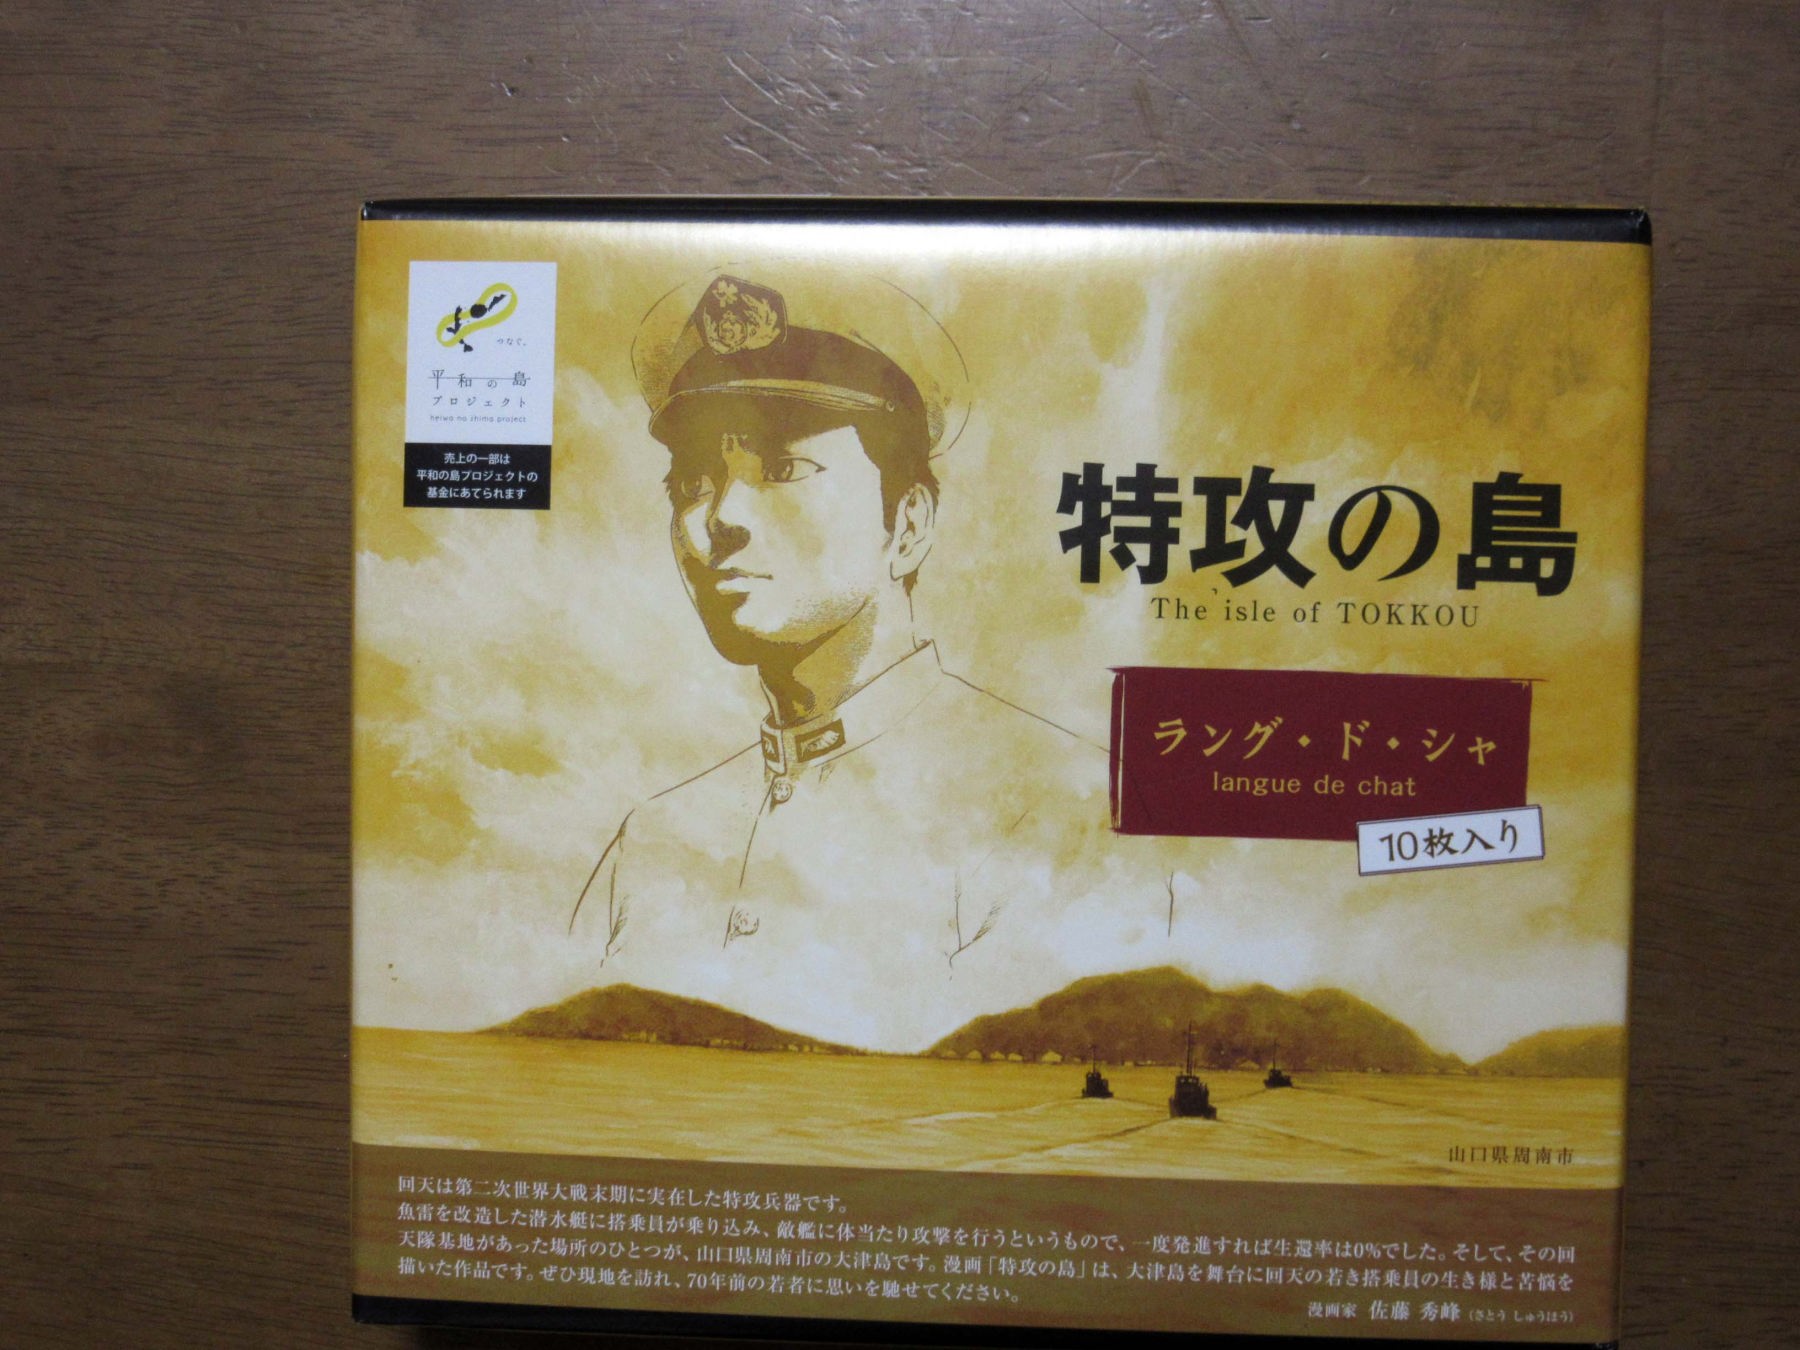 つなぐ。
平和の島
プロジェクト
heiwa no shima project
売上の一部は
平和の島プロジェクトの
基金にあてられます
特攻の島
The isle of TOKKOU
ラング・ド・シャ
langue de chat
10枚入り
山口県周南市
回天は第二次世界大戦末期に実在した特攻兵器です。
魚雷を改造した潜水艇に搭乗員が乗り込み、敵艦に体当たり攻撃を行うというもので、一度発進すれば生還率は0%でした。そして、その回
天隊基地があった場所のひとつが、山口県周南市の大津島です。漫画「特攻の島」は、大津島を舞台に回天の若き搭乗員の生き様と苦悩を
描いた作品です。ぜひ現地を訪れ、70年前の若者に思いを馳せてください。
漫画家 佐藤 秀峰 (さとう しゅうほう)